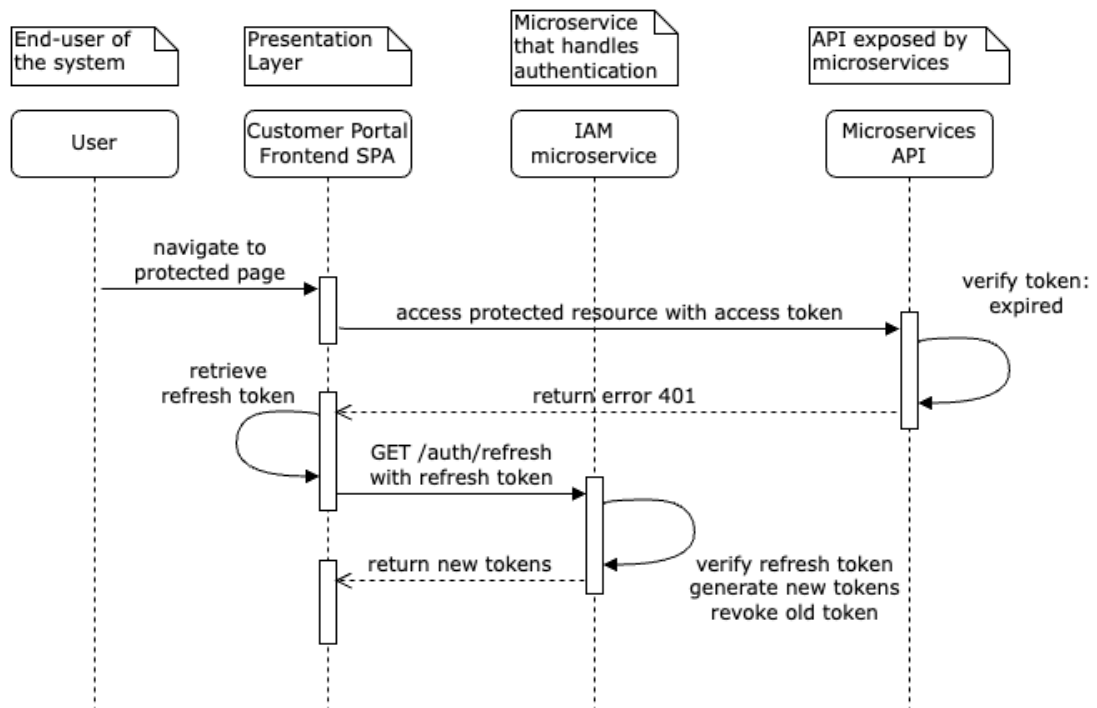 End-user of
the system
Presentation
Layer
Microservice
that handles
authentication
API exposed by
microservices
User
Customer Portal
Frontend SPA
IAM
microservice
Microservices
API
navigate to
protected page
access protected resource with access token
verify token:
expired
retrieve
refresh token
return error 401
GET /auth/refresh
with refresh token
return new tokens
verify refresh token
generate new tokens
revoke old token